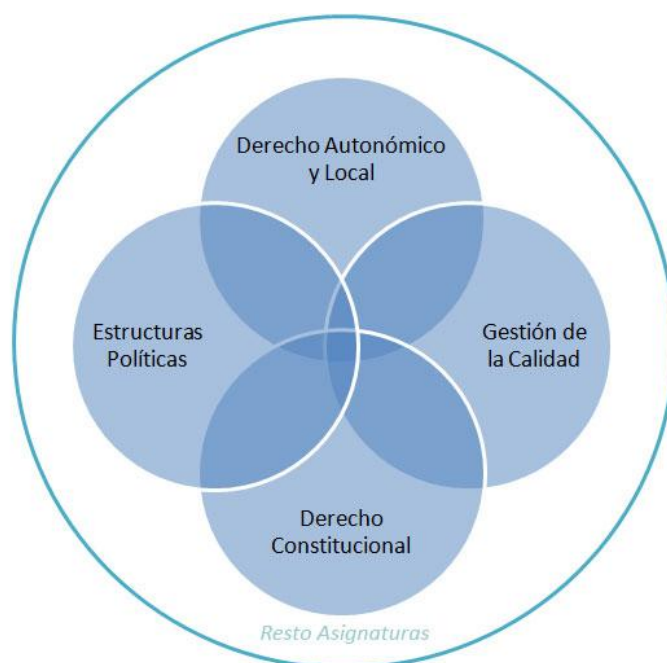 Derecho Autonómico
y Local
Estructuras
Políticas
Gestión de
la Calidad
Derecho
Constitucional
Resto Asignaturas